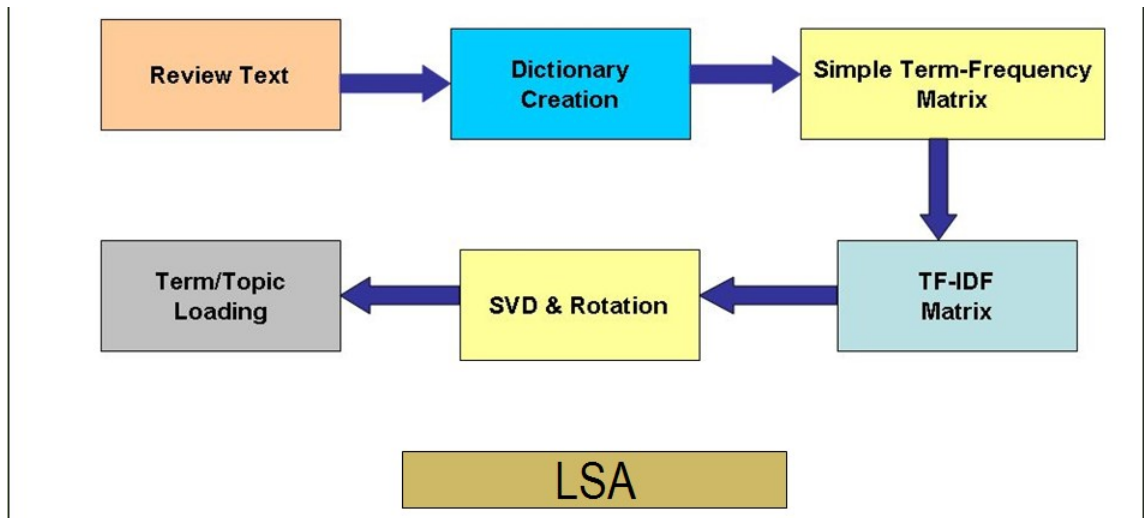 Review Text
Dictionary
Creation
Simple Term-Frequency
Matrix
TF-IDF
Matrix
SVD & Rotation
Term/Topic
Loading
LSA